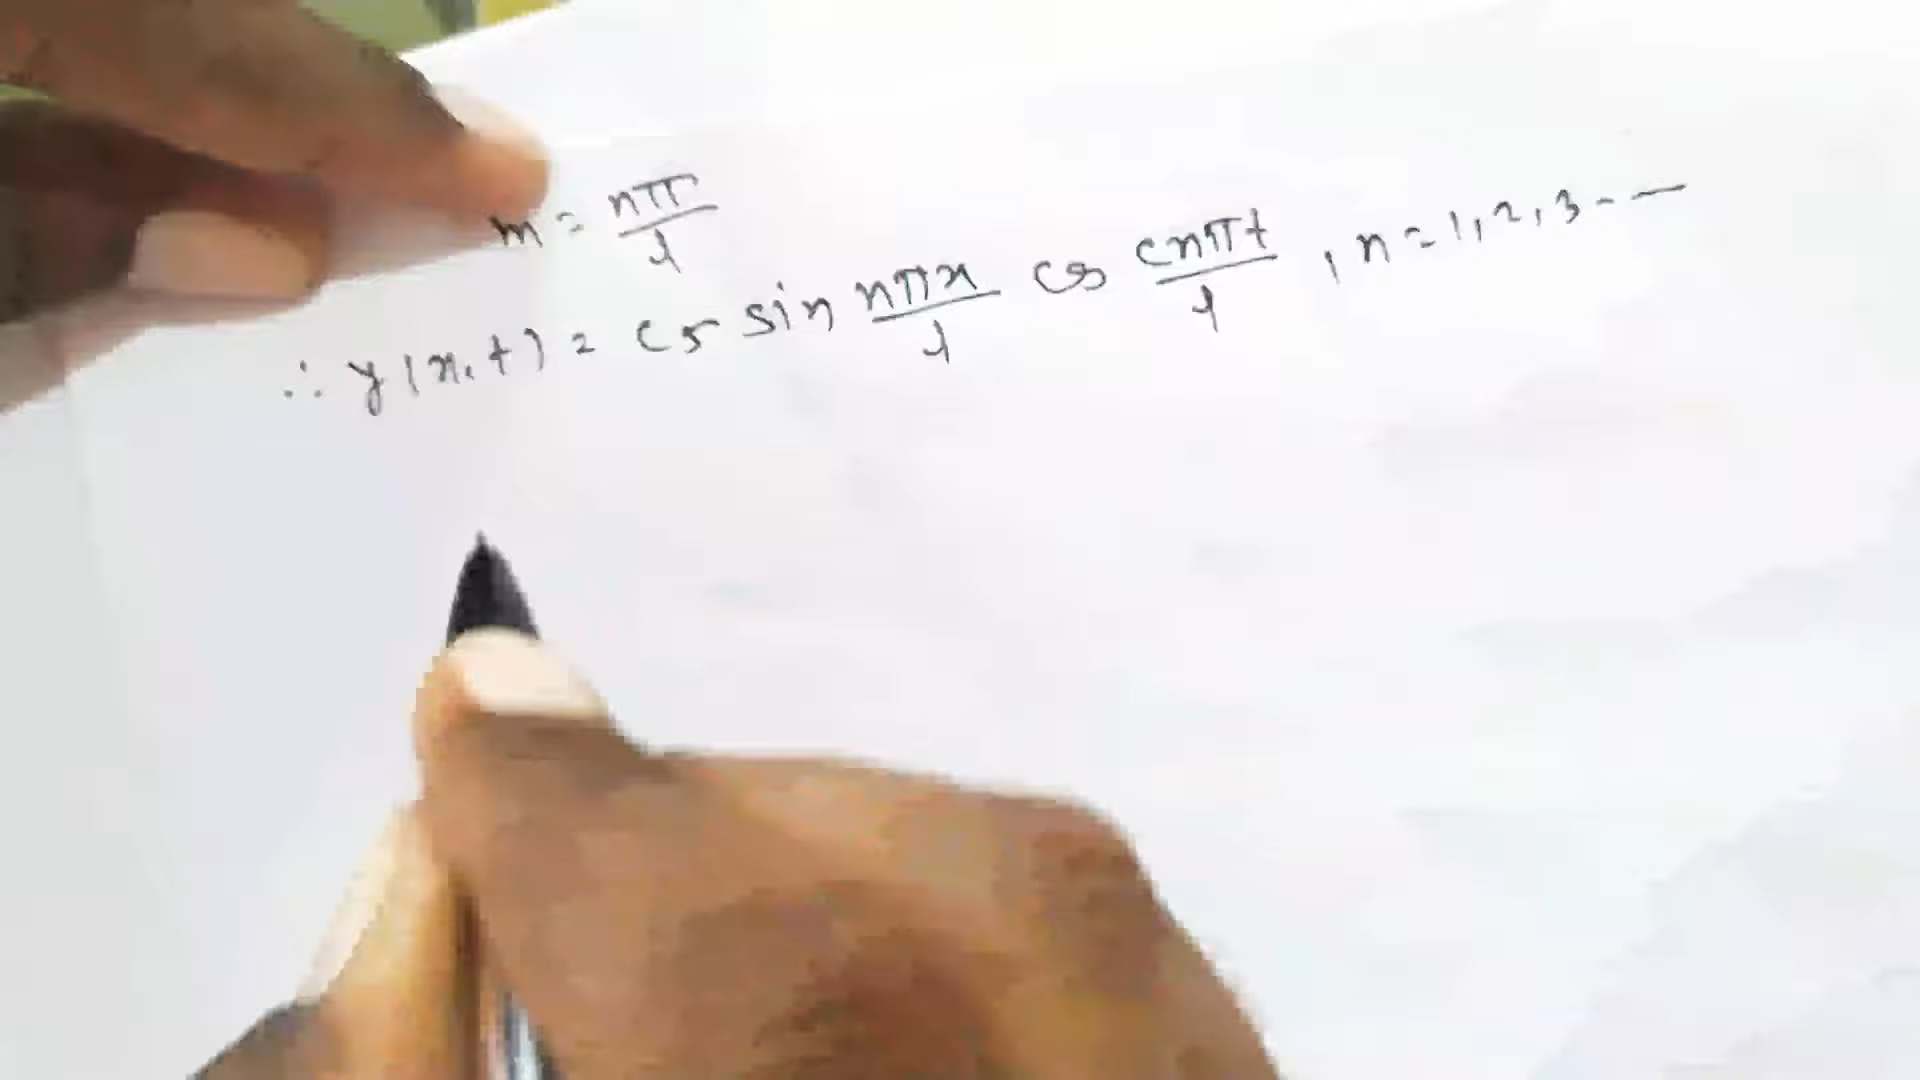 m = nπ/l
∴ y(x,t) = c5 sin nπx/l cos cnπt/l , n = 1, 2, 3 - —